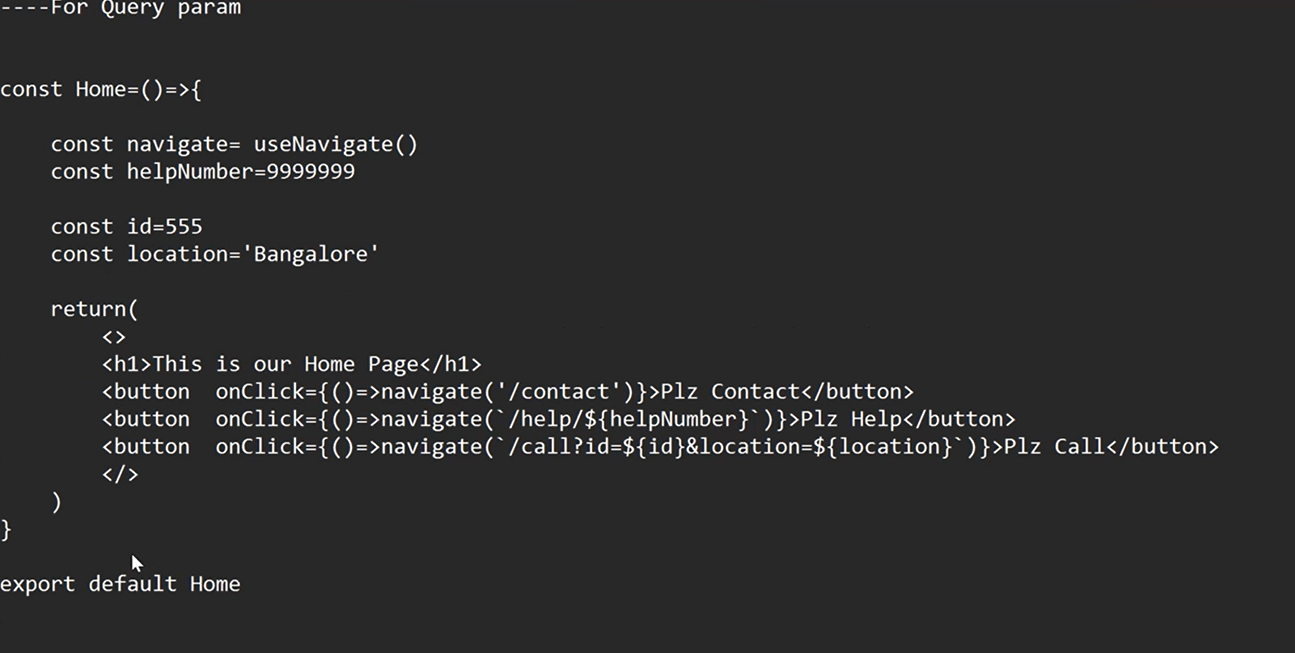 ----For Query param
const Home=()=>{
const navigate= useNavigate()
const helpNumber=9999999
const id=555
const location='Bangalore'
return(
<>
<h1>This is our Home Page</h1>
<button  onClick={()=>navigate('/contact')}>Plz Contact</button>
<button  onClick={()=>navigate(`/help/${helpNumber}`)}>Plz Help</button>
<button  onClick={()=>navigate(`/call?id=${id}&location=${location}`)}>Plz Call</button>
</>
)
}
export default Home